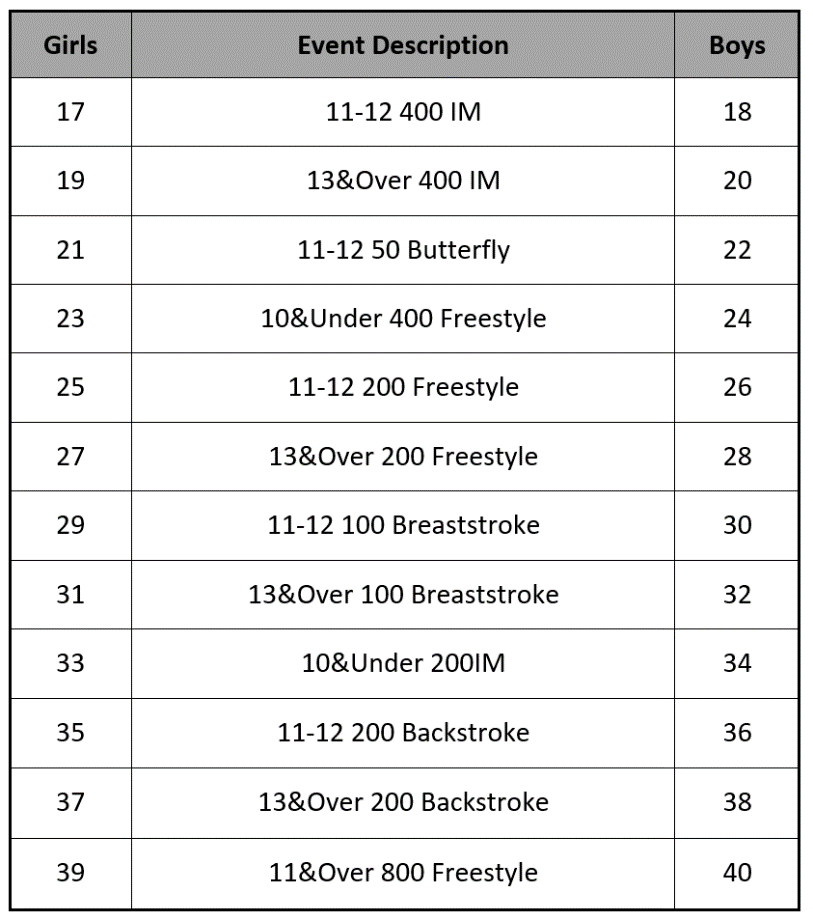 Girls Event Description Boys
17 11-12 400 IM 18
19 13&Over 400 IM 20
21 11-12 50 Butterfly 22
23 10&Under 400 Freestyle 24
25 11-12 200 Freestyle 26
27 13&Over 200 Freestyle 28
29 11-12 100 Breaststroke 30
31 13&Over 100 Breaststroke 32
33 10&Under 200IM 34
35 11-12 200 Backstroke 36
37 13&Over 200 Backstroke 38
39 11&Over 800 Freestyle 40